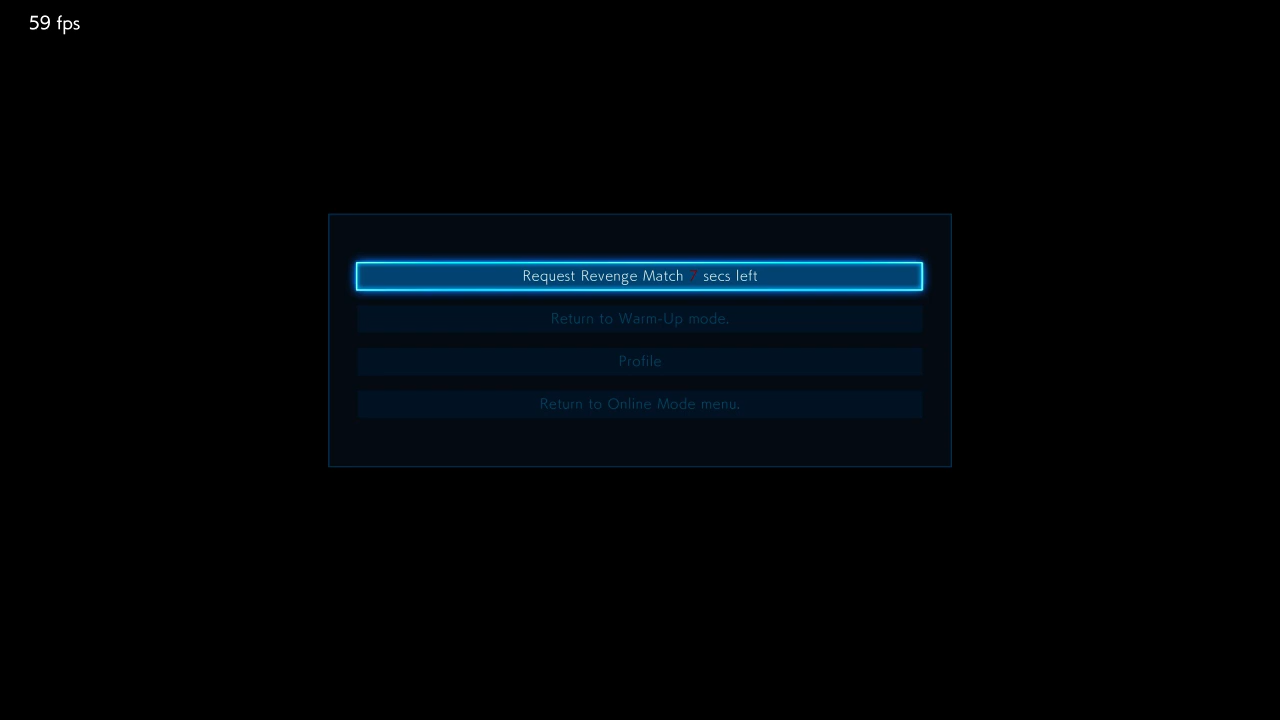 59 fps
Request Revenge Match 7 secs left
Return to Warm-Up mode.
Profile
Return to Online Mode menu.